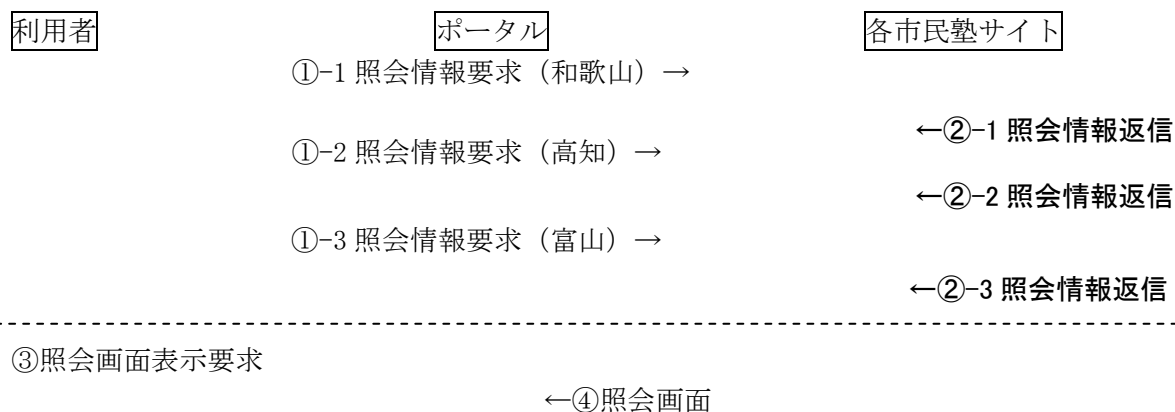 利用者 ポータル 各市民塾サイト
①-1 照会情報要求（和歌山）→
←②-1 照会情報返信
①-2 照会情報要求（高知）→
←②-2 照会情報返信
①-3 照会情報要求（富山）→
←②-3 照会情報返信
③照会画面表示要求
←④照会画面